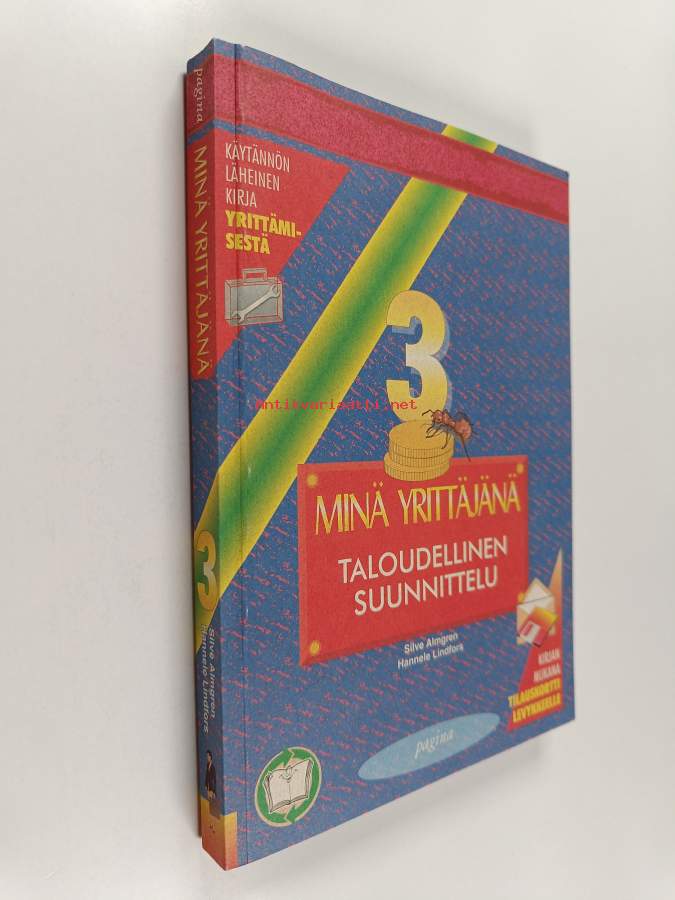 pagina
MINÄ YRITTÄJÄNÄ
3
Silve Almgren
Hannele Lindfors
KÄYTÄNNÖN
LÄHEINEN
KIRJA
YRITTÄMI-
SESTÄ
3
Antikvariaatti.net
MINÄ YRITTÄJÄNÄ
TALOUDELLINEN
SUUNNITTELU
Silve Almgren
Hannele Lindfors
KIRJAN
MUKANA
TILAUSKORTTI
LEVYKKEELLE
pagina